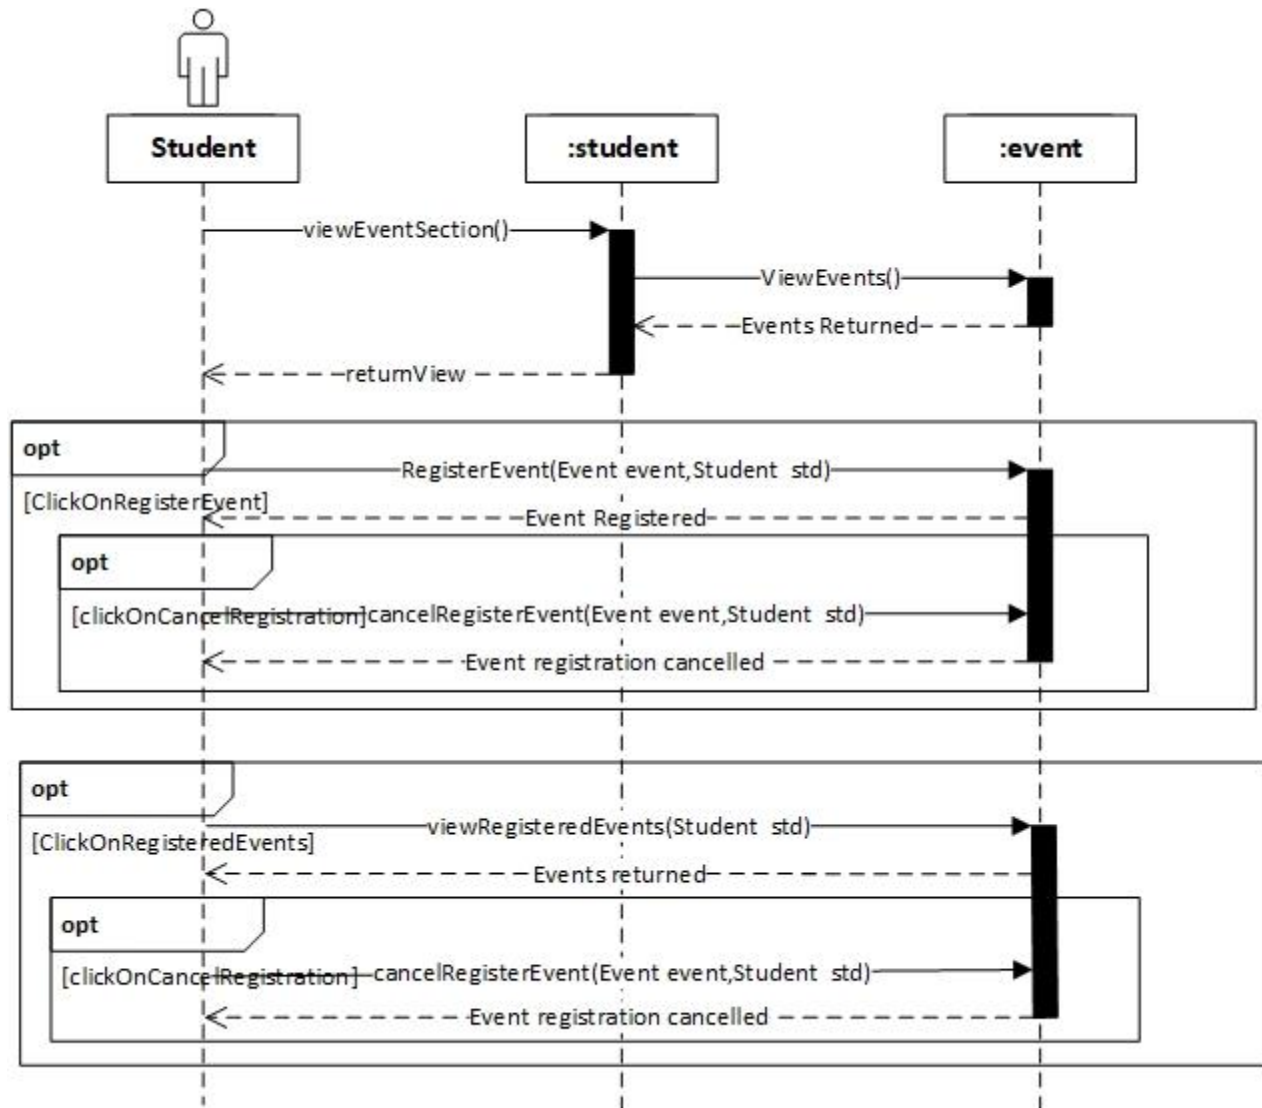 Student
:student
:event
viewEventSection()
ViewEvents()
Events Returned
returnView
opt
RegisterEvent(Event event,Student std)
[ClickOnRegisterEvent]
Event Registered
opt
[clickOnCancelRegistration]
cancelRegisterEvent(Event event,Student std)
Event registration cancelled
opt
viewRegisteredEvents(Student std)
[ClickOnRegisteredEvents]
Events returned
opt
[clickOnCancelRegistration]
cancelRegisterEvent(Event event,Student std)
Event registration cancelled